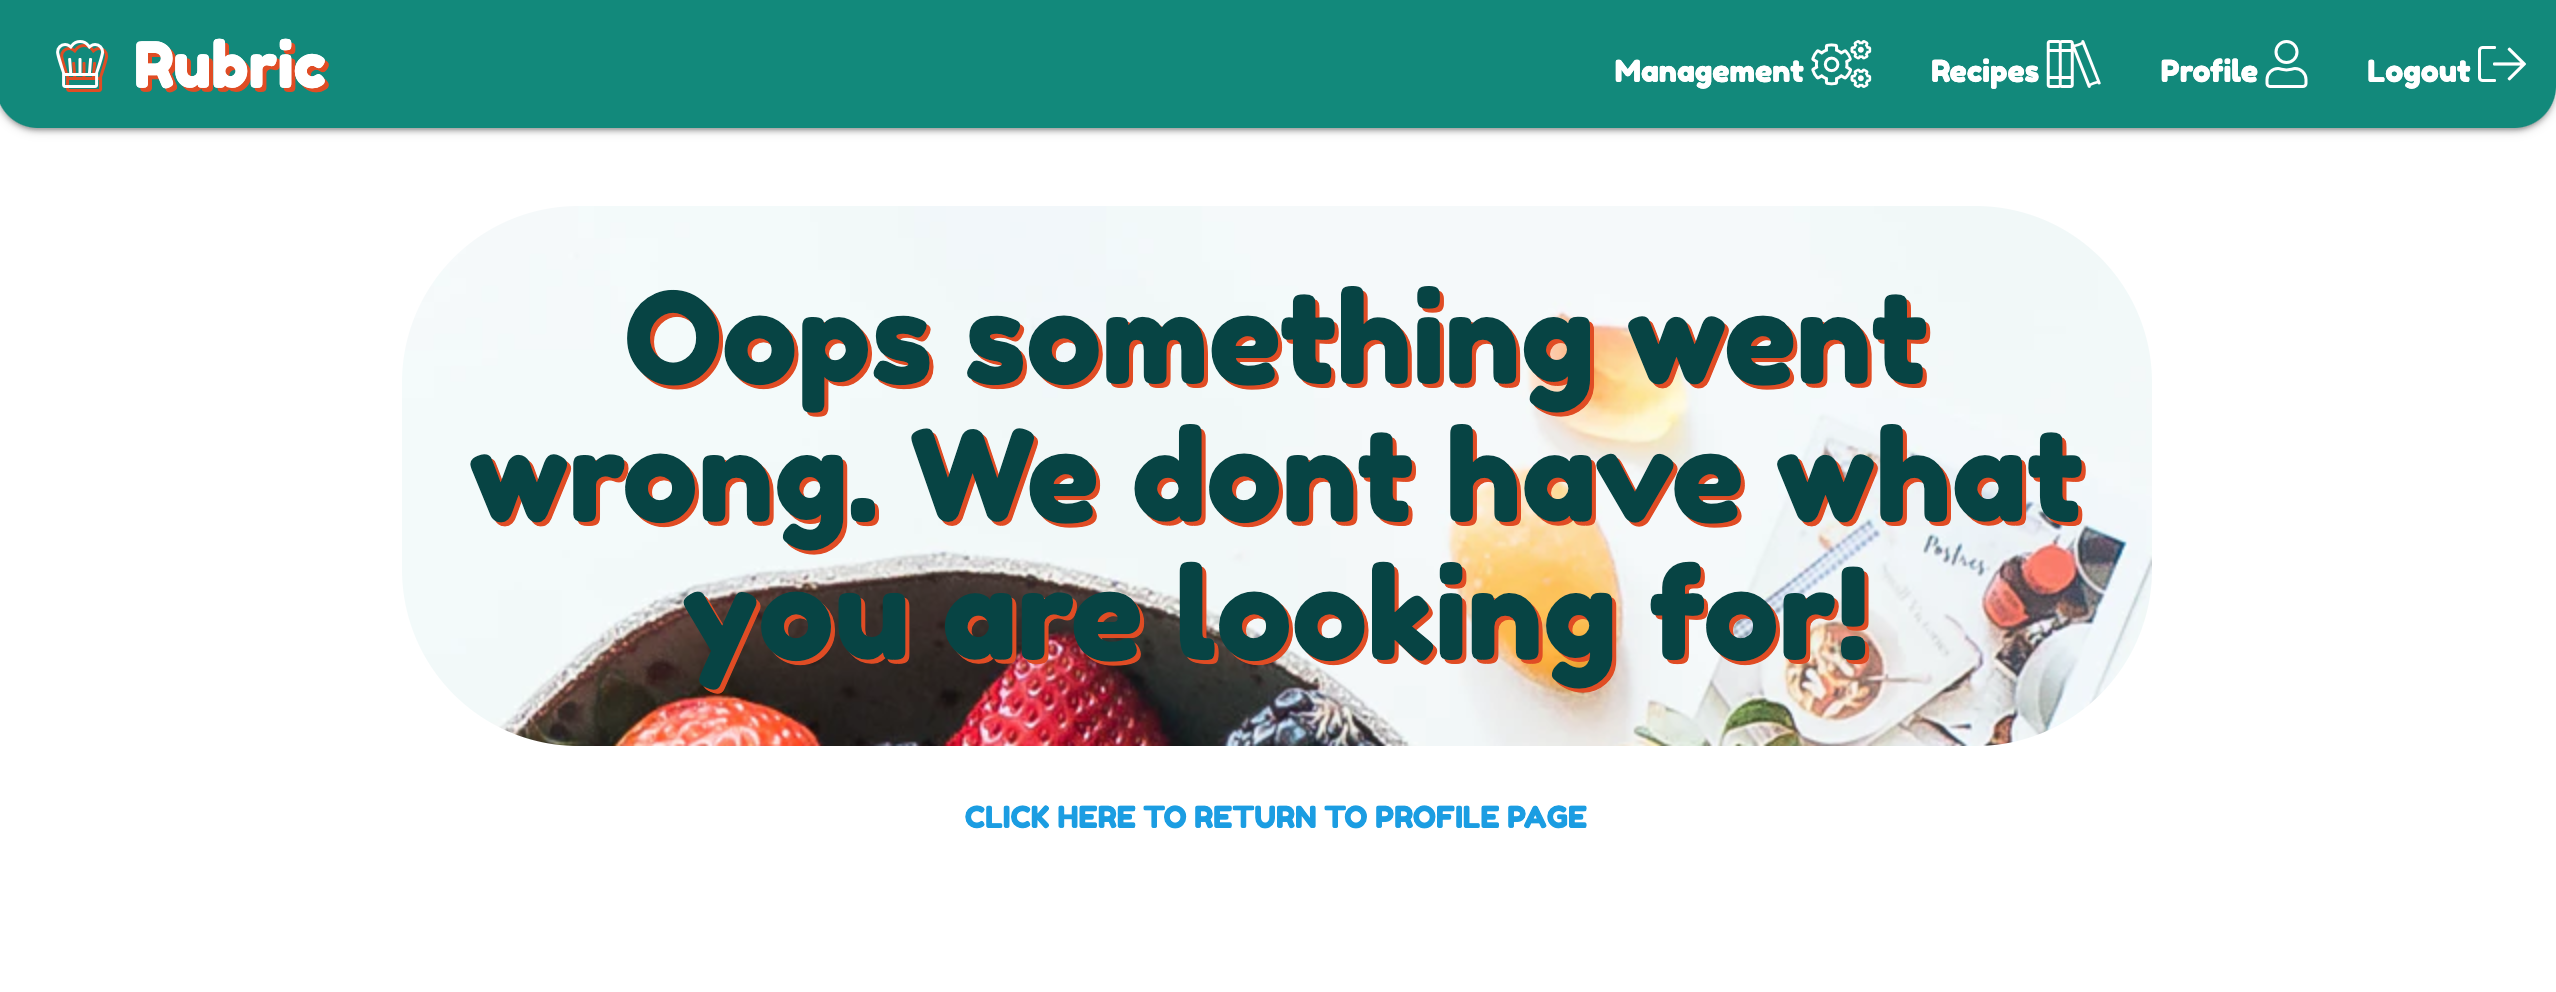 Rubric
Management
Recipes
Profile
Logout
Oops something went
wrong. We dont have what
you are looking for!
Postres
CLICK HERE TO RETURN TO PROFILE PAGE